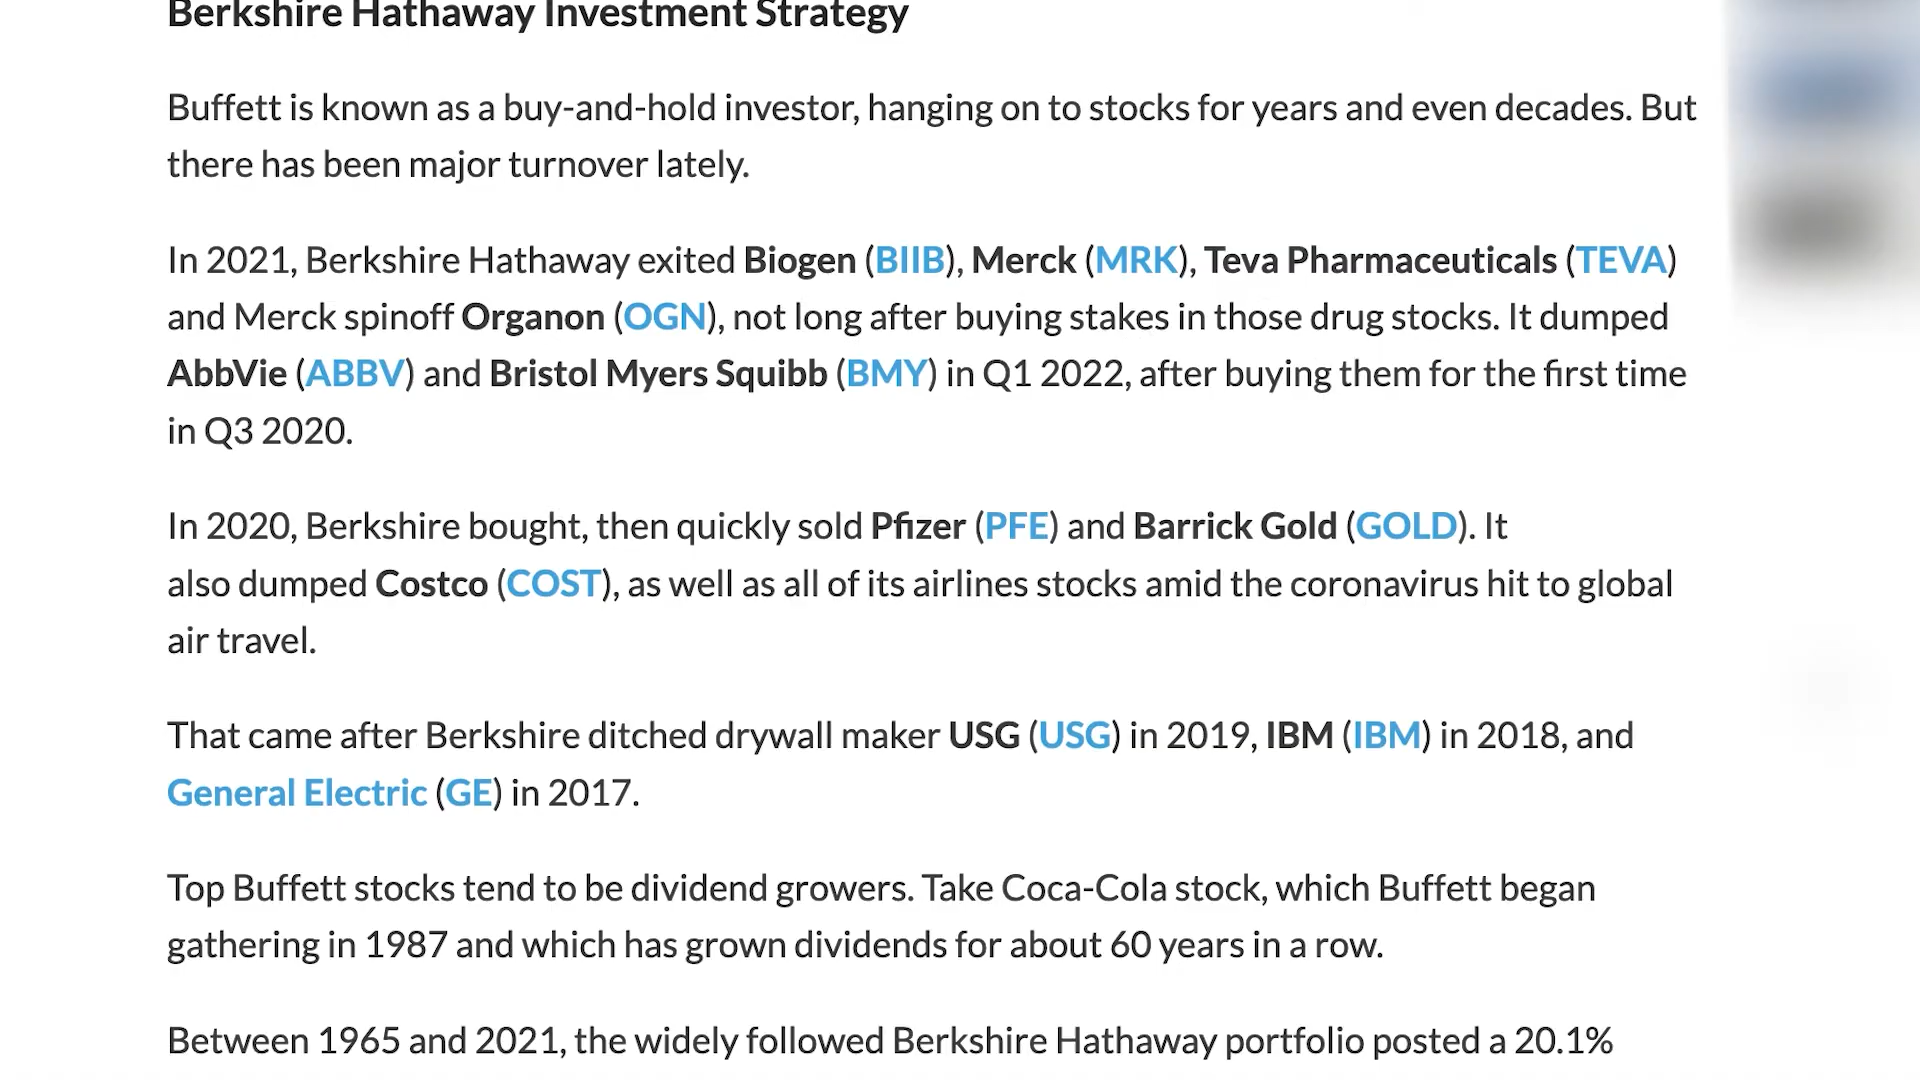 Berkshire Hathaway Investment Strategy
Buffett is known as a buy-and-hold investor, hanging on to stocks for years and even decades. But
there has been major turnover lately.
In 2021, Berkshire Hathaway exited Biogen (BIIB), Merck (MRK), Teva Pharmaceuticals (TEVA)
and Merck spinoff Organon (OGN), not long after buying stakes in those drug stocks. It dumped
AbbVie (ABBV) and Bristol Myers Squibb (BMY) in Q1 2022, after buying them for the first time
in Q3 2020.
In 2020, Berkshire bought, then quickly sold Pfizer (PFE) and Barrick Gold (GOLD). It
also dumped Costco (COST), as well as all of its airlines stocks amid the coronavirus hit to global
air travel.
That came after Berkshire ditched drywall maker USG (USG) in 2019, IBM (IBM) in 2018, and
General Electric (GE) in 2017.
Top Buffett stocks tend to be dividend growers. Take Coca-Cola stock, which Buffett began
gathering in 1987 and which has grown dividends for about 60 years in a row.
Between 1965 and 2021, the widely followed Berkshire Hathaway portfolio posted a 20.1%